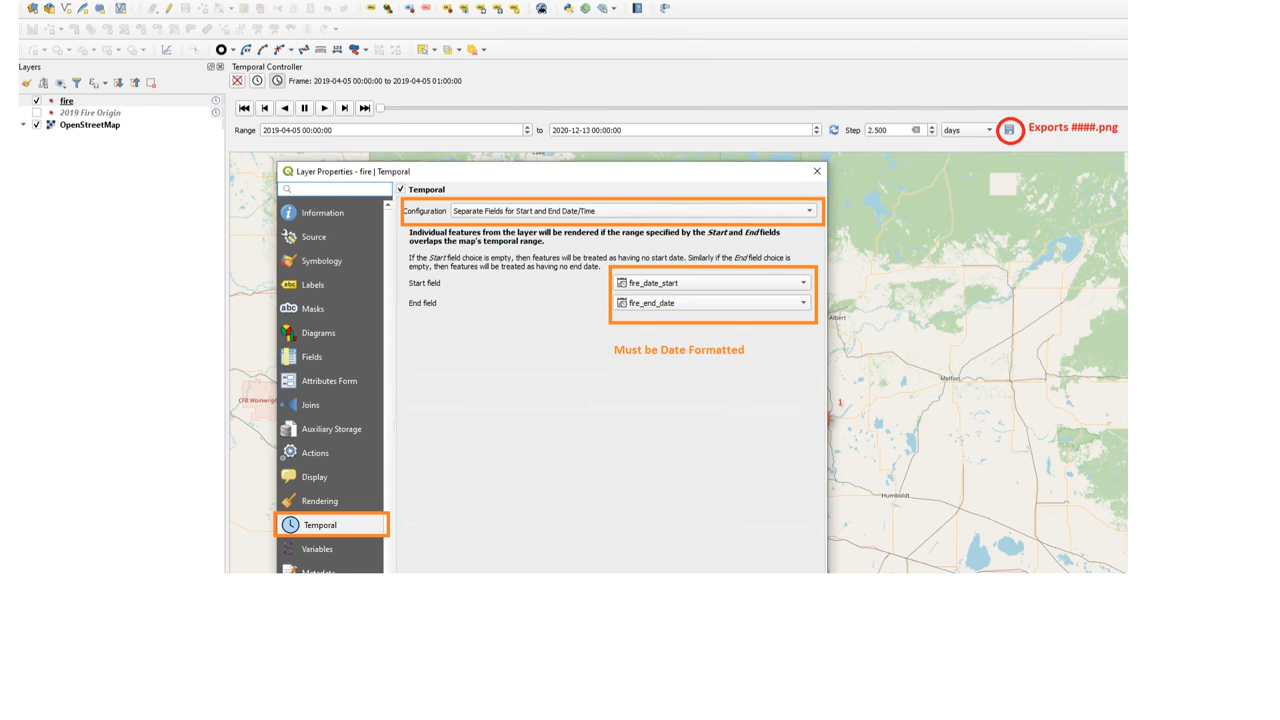 Layers
Temporal Controller
Frame: 2019-04-05 00:00:00 to 2019-04-05 01:00:00
fire
2019 Fire Origin
OpenStreetMap
Range 2019-04-05 00:00:00 to 2020-12-13 00:00:00 Step 2.500 days
Exports ####.png
Layer Properties - fire | Temporal
Information
Source
Symbology
Labels
Masks
Diagrams
Fields
Attributes Form
Joins
Auxiliary Storage
Actions
Display
Rendering
Temporal
Variables
Metadata
Temporal
Configuration Separate Fields for Start and End Date/Time
Individual features from the layer will be rendered if the range specified by the Start and End fields
overlaps the map's temporal range.
If the Start field choice is empty, then features will be treated as having no start date. Similarly if the End field choice is
empty, then features will be treated as having no end date.
Start field fire_date_start
End field fire_end_date
Must be Date Formatted
Albert
Melfort
CFB Wainwright
1
Humboldt